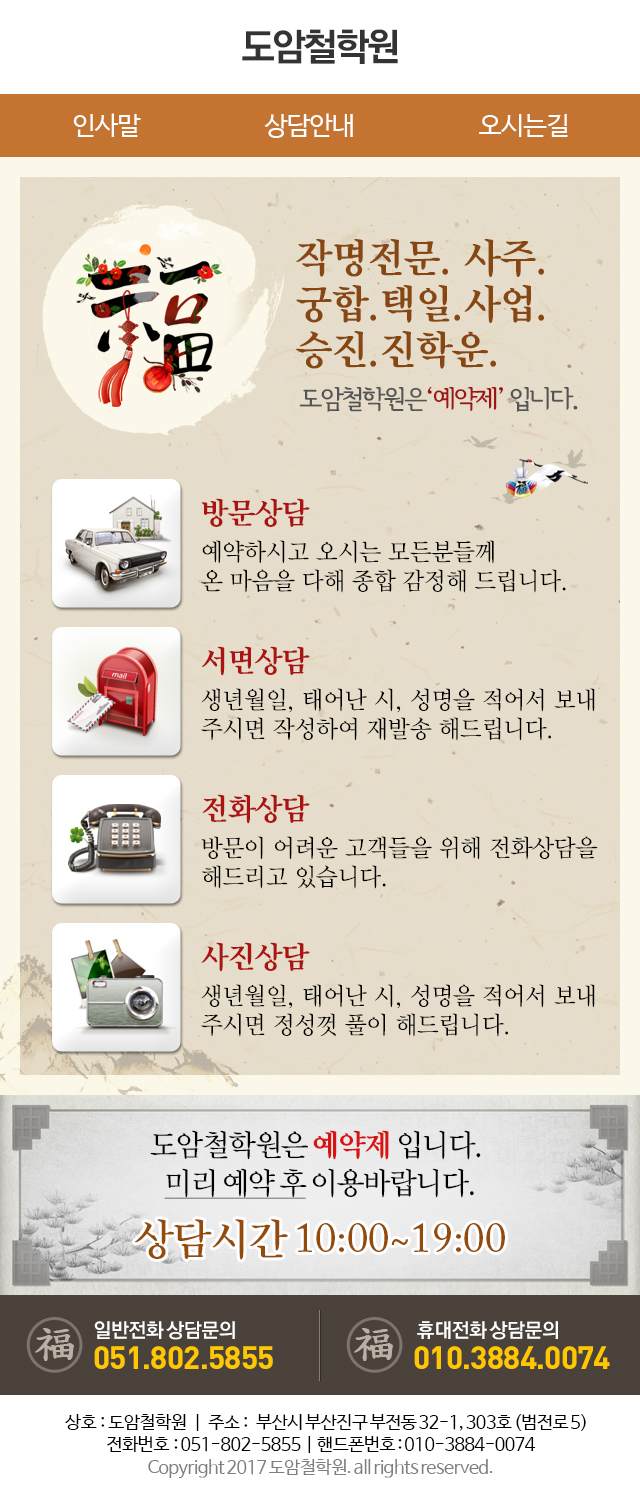 도암철학원
인사말 상담안내 오시는길
福
작명전문. 사주.
궁합.택일.사업.
승진.진학운.
도암철학원은‘예약제’ 입니다.
방문상담
예약하시고 오시는 모든분들께
온 마음을 다해 종합 감정해 드립니다.
mail
서면상담
생년월일, 태어난 시, 성명을 적어서 보내
주시면 작성하여 재발송 해드립니다.
전화상담
방문이 어려운 고객들을 위해 전화상담을
해드리고 있습니다.
사진상담
생년월일, 태어난 시, 성명을 적어서 보내
주시면 정성껏 풀이 해드립니다.
도암철학원은 예약제 입니다.
미리 예약 후 이용바랍니다.
상담시간 10:00~19:00
福 일반전화 상담문의
051.802.5855
福 휴대전화 상담문의
010.3884.0074
상호 : 도암철학원 | 주소 : 부산시 부산진구 부전동 32-1, 303호 (범전로 5)
전화번호 : 051-802-5855 | 핸드폰번호 : 010-3884-0074
Copyright 2017 도암철학원. all rights reserved.